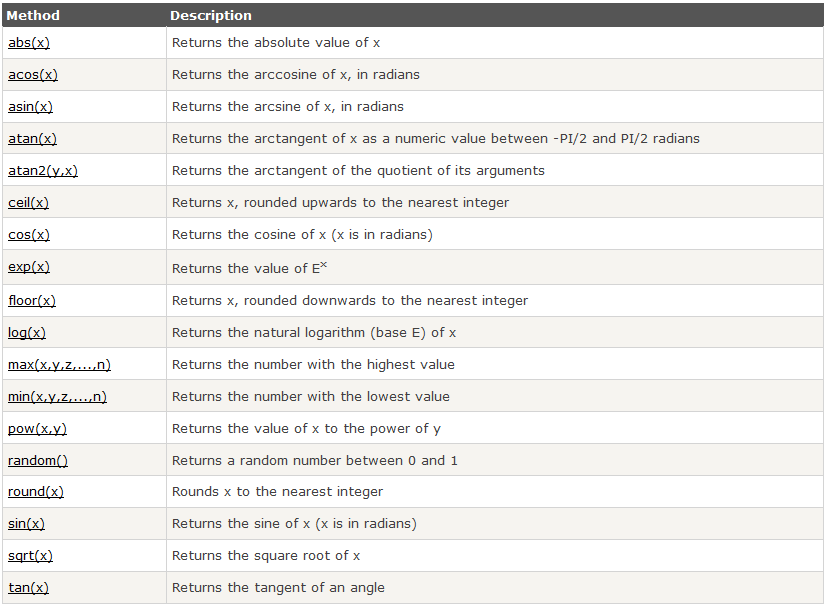 Method Description
abs(x) Returns the absolute value of x
acos(x) Returns the arccosine of x, in radians
asin(x) Returns the arcsine of x, in radians
atan(x) Returns the arctangent of x as a numeric value between -PI/2 and PI/2 radians
atan2(y,x) Returns the arctangent of the quotient of its arguments
ceil(x) Returns x, rounded upwards to the nearest integer
cos(x) Returns the cosine of x (x is in radians)
exp(x) Returns the value of Eˣ
floor(x) Returns x, rounded downwards to the nearest integer
log(x) Returns the natural logarithm (base E) of x
max(x,y,z,...,n) Returns the number with the highest value
min(x,y,z,...,n) Returns the number with the lowest value
pow(x,y) Returns the value of x to the power of y
random() Returns a random number between 0 and 1
round(x) Rounds x to the nearest integer
sin(x) Returns the sine of x (x is in radians)
sqrt(x) Returns the square root of x
tan(x) Returns the tangent of an angle